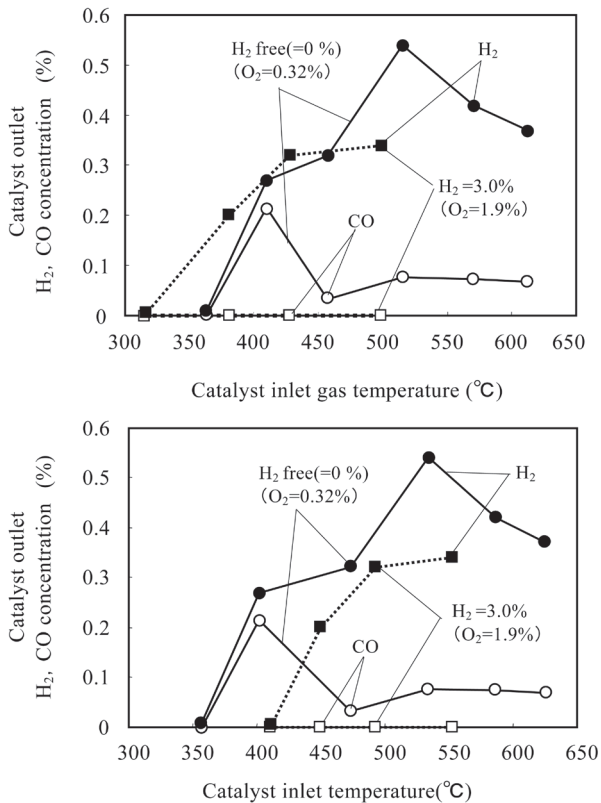 0.6
0.5
0.4
0.3
0.2
0.1
0
300
350
400
450
500
550
600
650
Catalyst outlet
H₂, CO concentration (%)
H₂ free(=0 %)
(O₂=0.32%)
H₂
H₂=3.0%
(O₂=1.9%)
CO
Catalyst inlet gas temperature (℃)
0.6
0.5
0.4
0.3
0.2
0.1
0
300
350
400
450
500
550
600
650
Catalyst outlet
H₂, CO concentration (%)
H₂ free(=0 %)
(O₂=0.32%)
H₂
H₂=3.0%
(O₂=1.9%)
CO
Catalyst inlet temperature(℃)